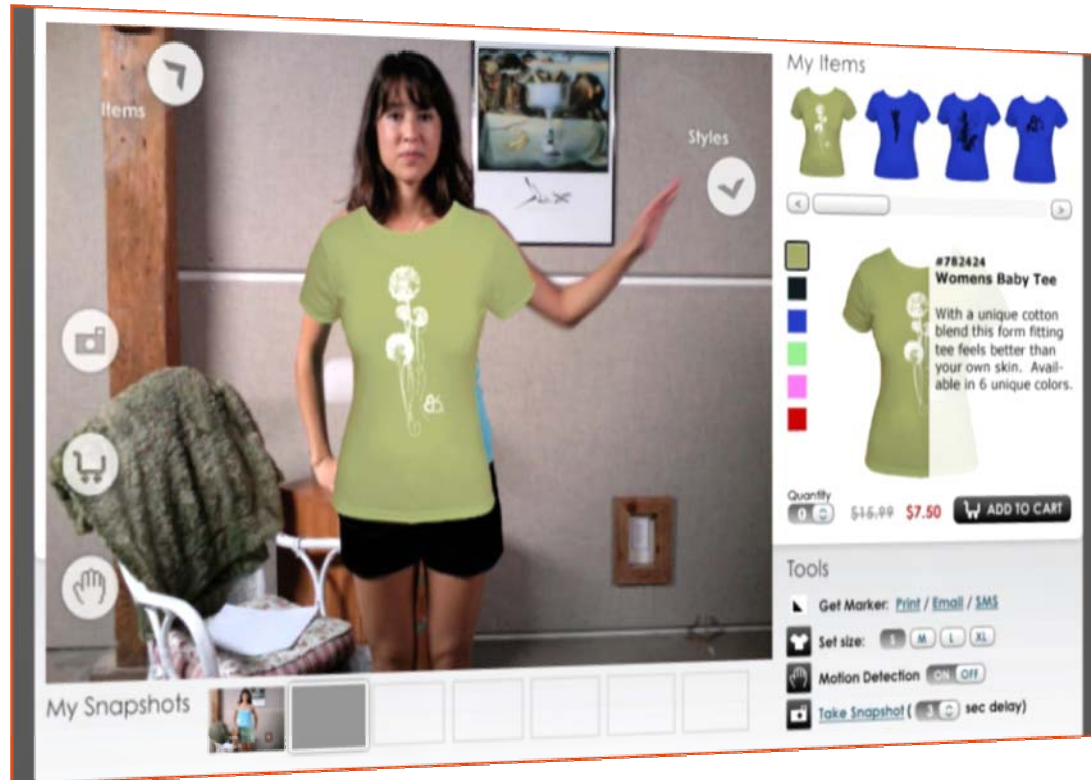 Items
Styles
My Items
<
>
#782424
Womens Baby Tee
With a unique cotton
blend this form fitting
tee feels better than
your own skin. Avail-
able in 6 unique colors.
Quantity
0
$15.99 $7.50 ADD TO CART
Tools
Get Marker: Print / Email / SMS
Set size: S M L XL
Motion Detection ON OFF
Take Snapshot ( 3 sec delay)
My Snapshots